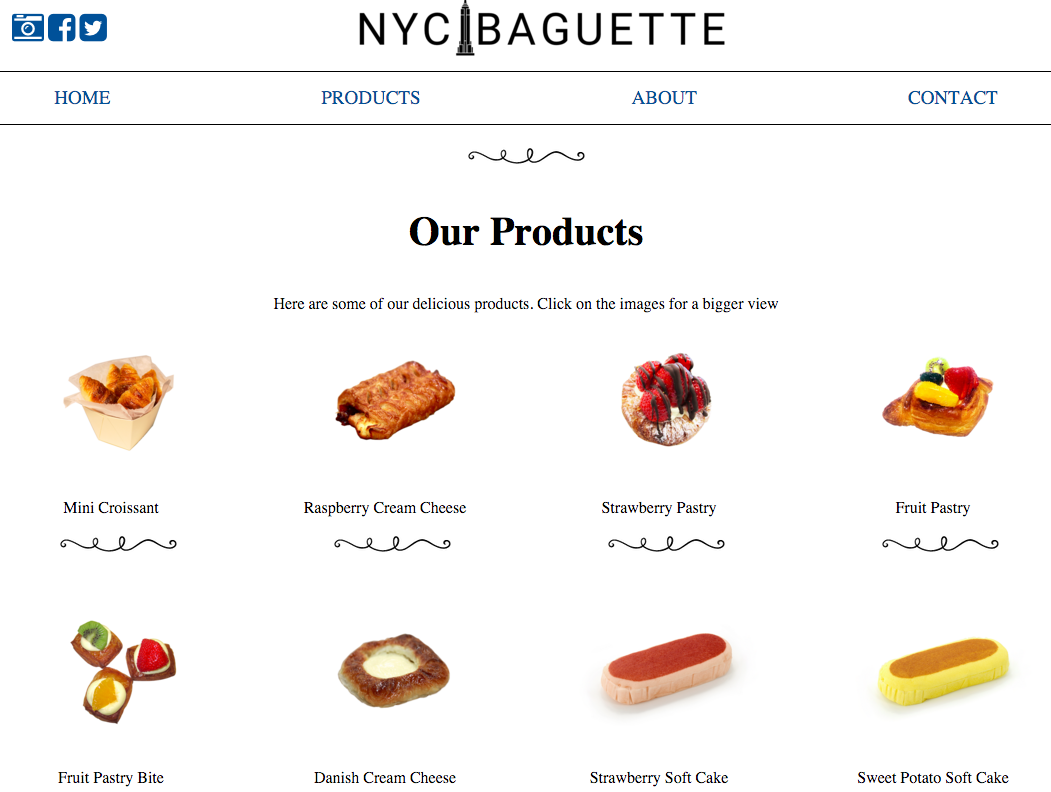 NYC BAGUETTE
HOME PRODUCTS ABOUT CONTACT
Our Products
Here are some of our delicious products. Click on the images for a bigger view
Mini Croissant Raspberry Cream Cheese Strawberry Pastry Fruit Pastry
Fruit Pastry Bite Danish Cream Cheese Strawberry Soft Cake Sweet Potato Soft Cake